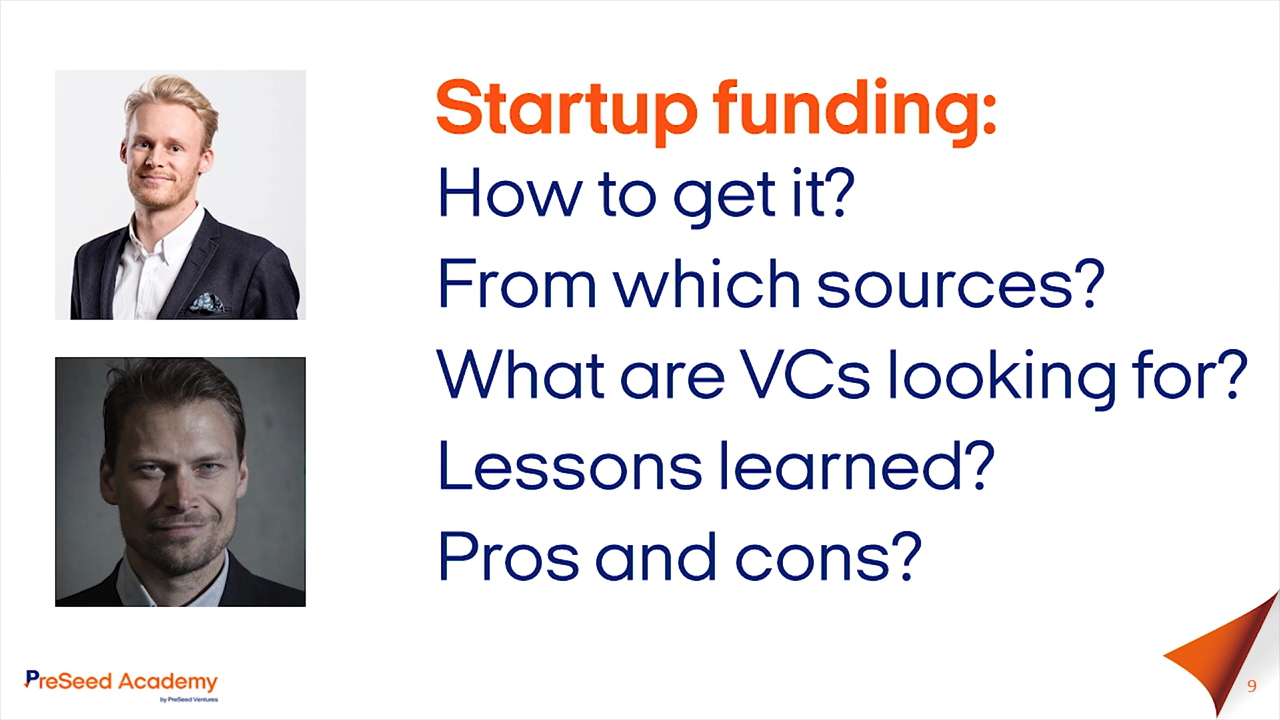 Startup funding:
How to get it?
From which sources?
What are VCs looking for?
Lessons learned?
Pros and cons?
PreSeed Academy
by PreSeed Ventures
9